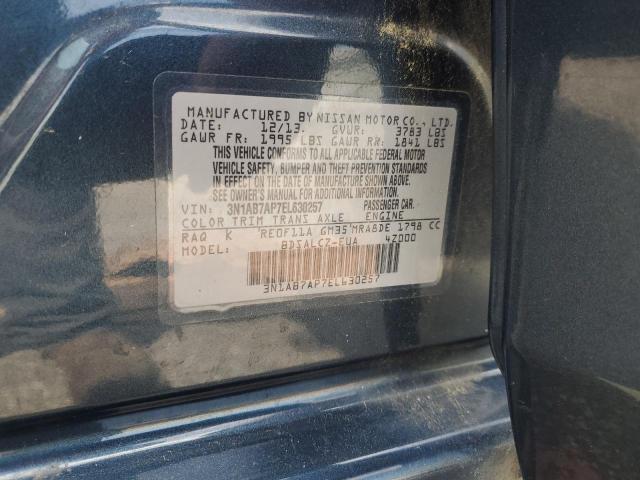 MANUFACTURED BY NISSAN MOTOR CO., LTD.
DATE: 12/13. GVWR: 3783 LBS
GAWR FR: 1995 LBS GAWR RR: 1841 LBS
THIS VEHICLE CONFORMS TO ALL APPLICABLE FEDERAL MOTOR
VEHICLE SAFETY, BUMPER, AND THEFT PREVENTION STANDARDS
IN EFFECT ON THE DATE OF MANUFACTURE SHOWN ABOVE.
SEE OWNER'S MANUAL FOR ADDITIONAL INFORMATION
VIN: 3N1AB7AP7EL630257 PASSENGER CAR.
COLOR TRIM TRANS AXLE ENGINE
RAQ K RE0F11A GM35 MRA8DE 1798 CC
MODEL: BDSALCZ-EUA 4Z000
3N1AB7AP7EL630257